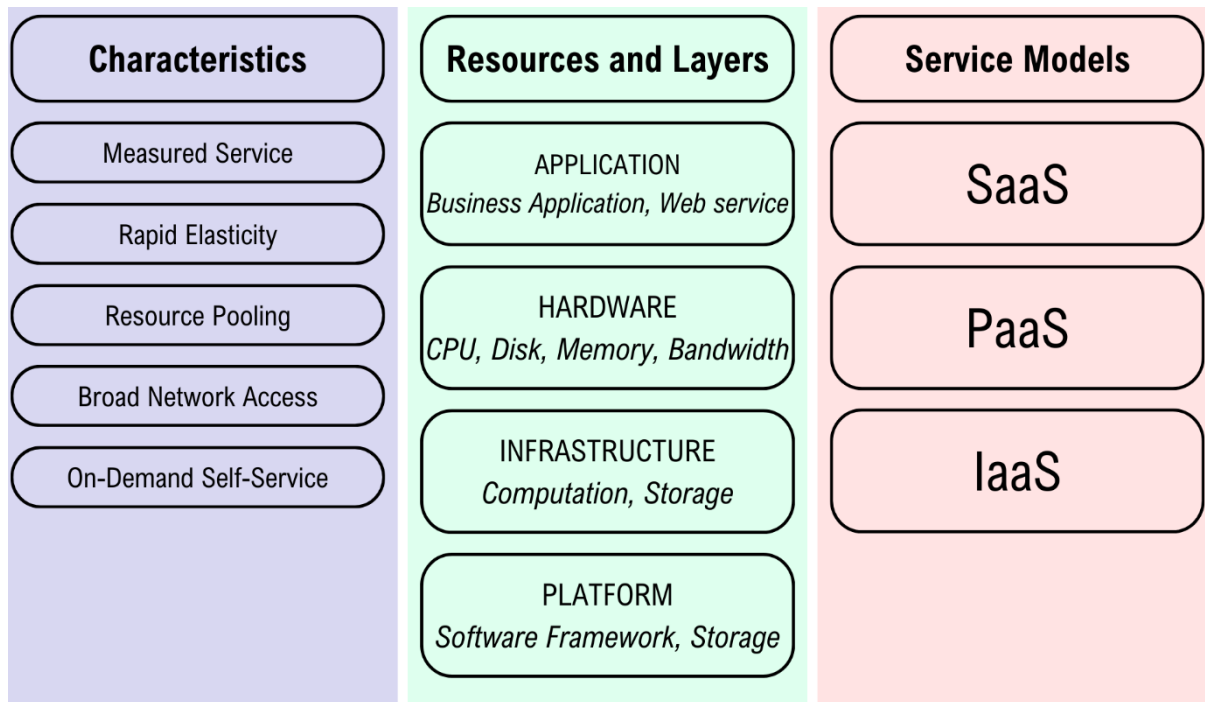 Characteristics
Measured Service
Rapid Elasticity
Resource Pooling
Broad Network Access
On-Demand Self-Service
Resources and Layers
APPLICATION
Business Application, Web service
HARDWARE
CPU, Disk, Memory, Bandwidth
INFRASTRUCTURE
Computation, Storage
PLATFORM
Software Framework, Storage
Service Models
SaaS
PaaS
IaaS